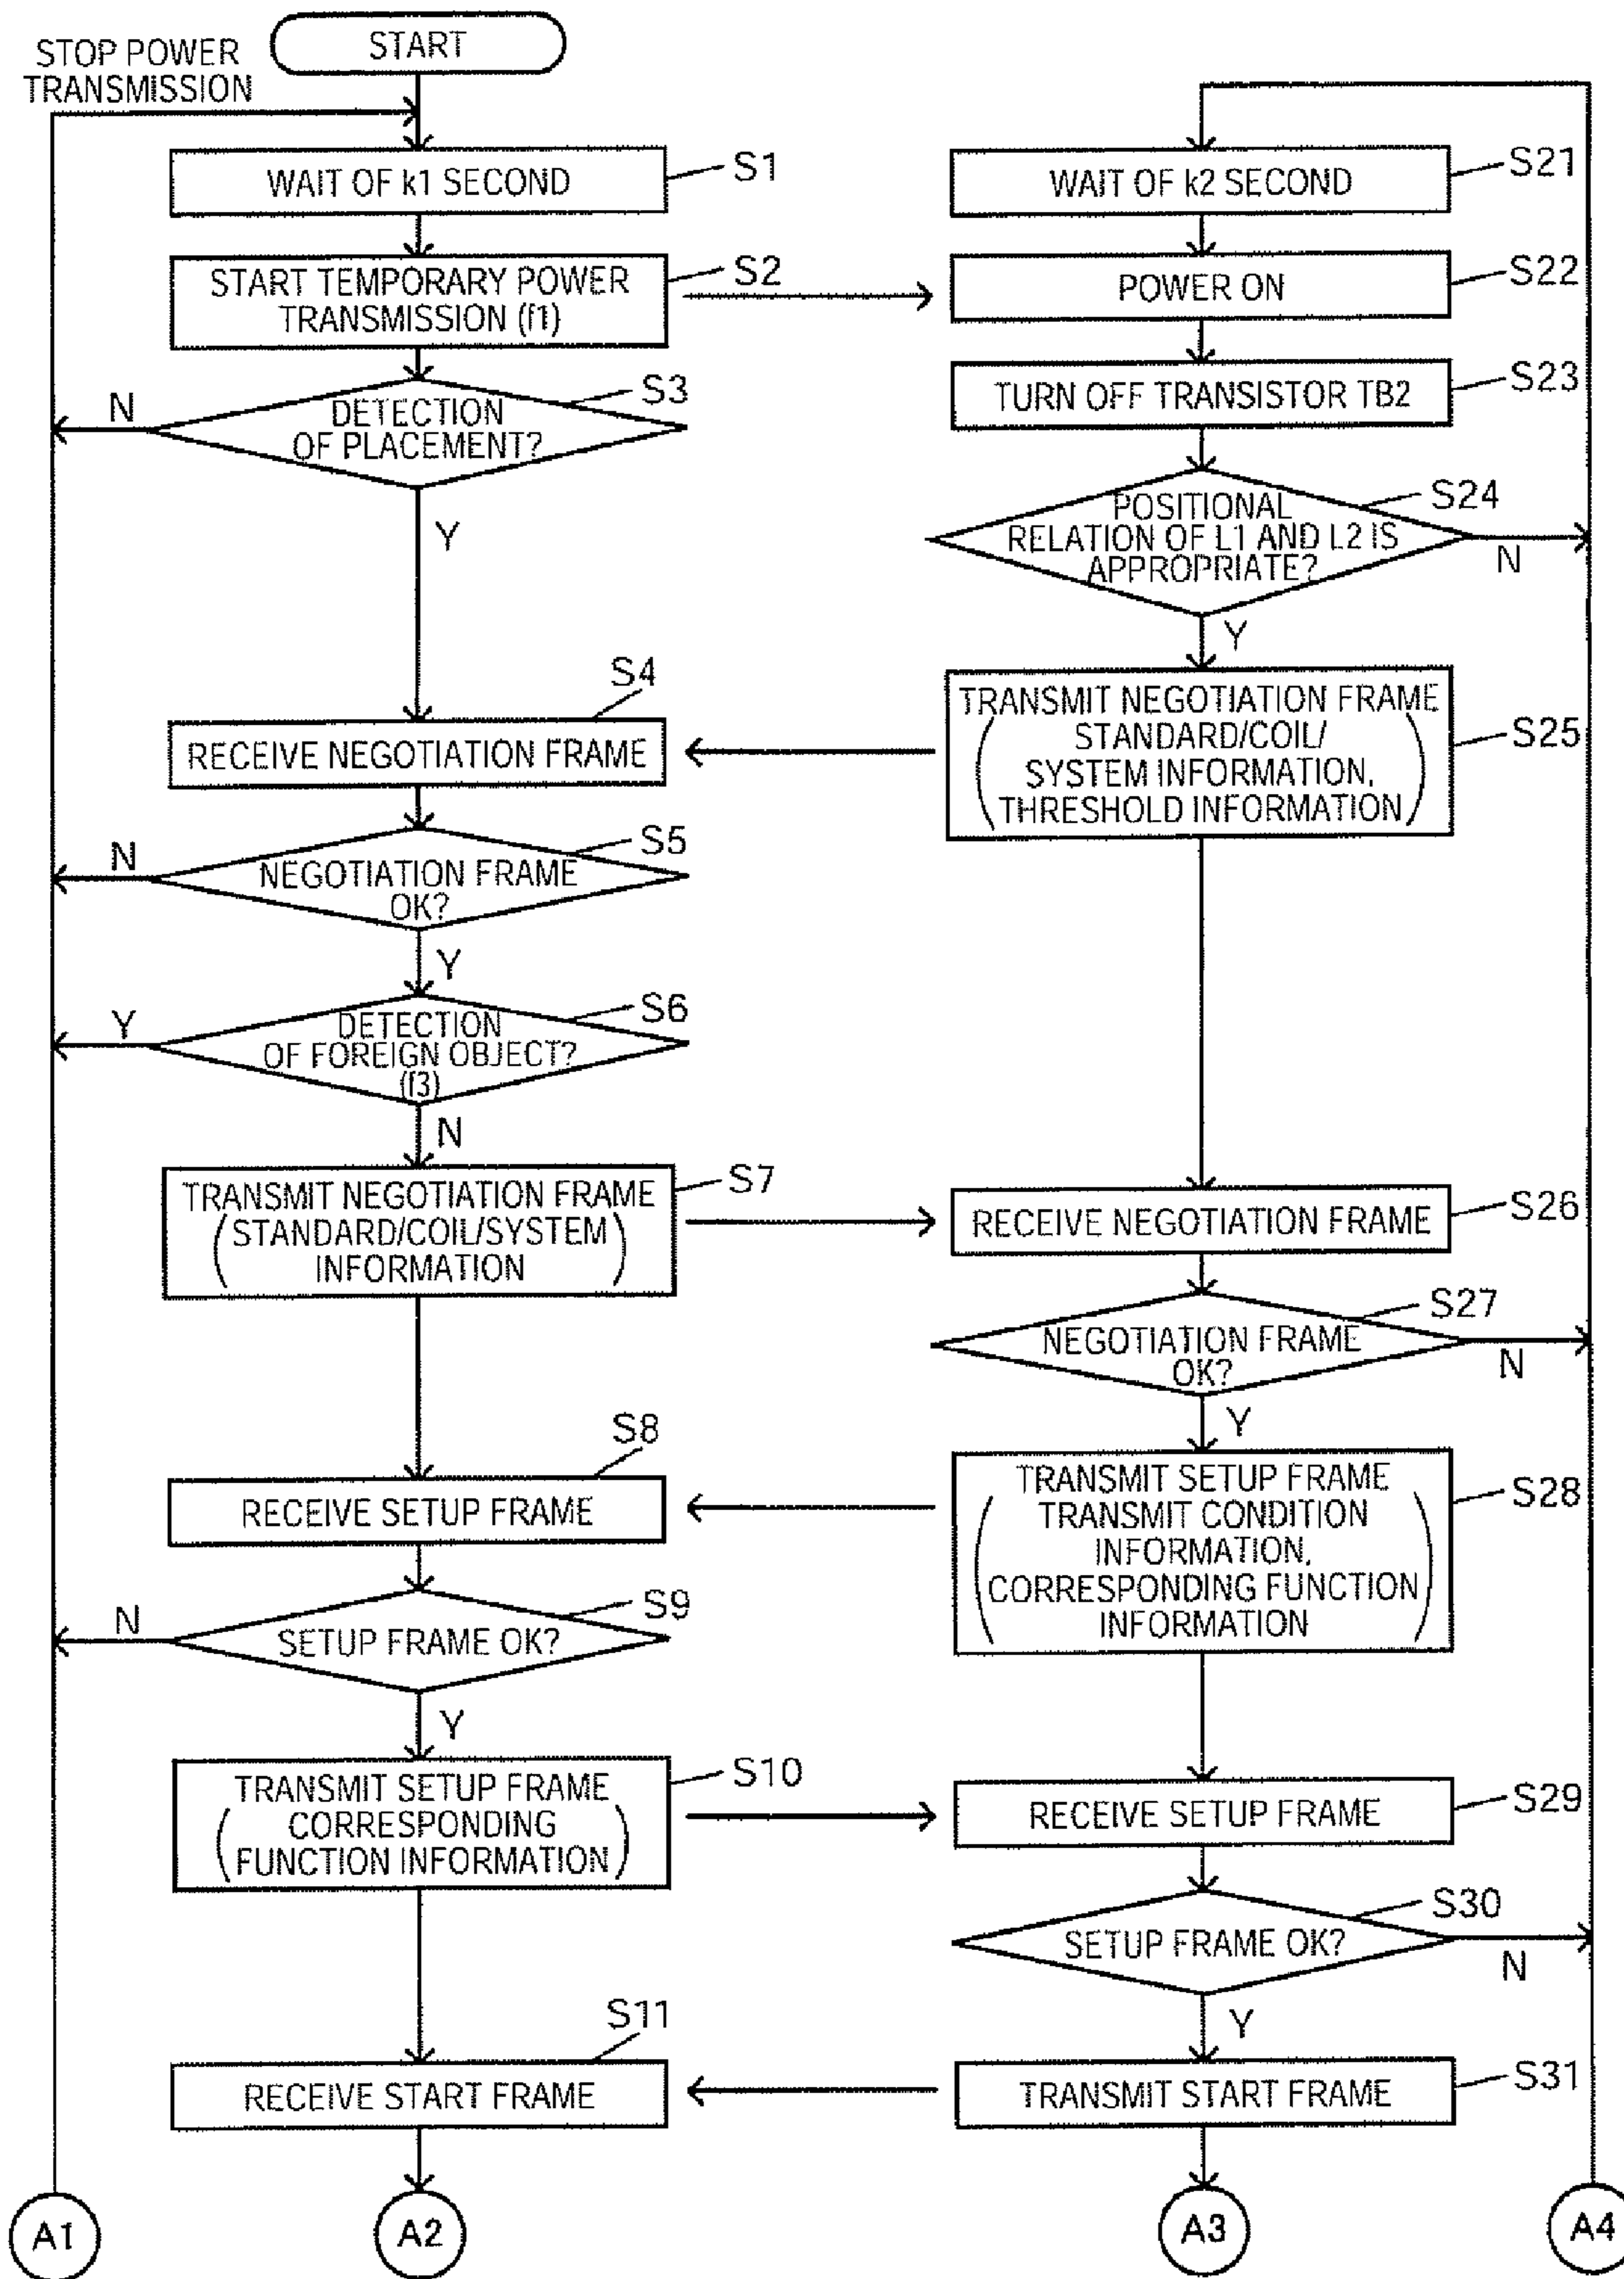 START
STOP POWER
TRANSMISSION
WAIT OF k1 SECOND
S1
START TEMPORARY POWER
TRANSMISSION (f1)
S2
DETECTION
OF PLACEMENT?
S3
N
Y
S4
RECEIVE NEGOTIATION FRAME
NEGOTIATION FRAME
OK?
S5
N
Y
DETECTION
OF FOREIGN OBJECT?
(f3)
S6
Y
N
TRANSMIT NEGOTIATION FRAME
(STANDARD/COIL/SYSTEM
INFORMATION)
S7
S8
RECEIVE SETUP FRAME
SETUP FRAME OK?
S9
N
Y
TRANSMIT SETUP FRAME
(CORRESPONDING
FUNCTION INFORMATION)
S10
S11
RECEIVE START FRAME
A1
A2
WAIT OF k2 SECOND
S21
POWER ON
S22
TURN OFF TRANSISTOR TB2
S23
POSITIONAL
RELATION OF L1 AND L2 IS
APPROPRIATE?
S24
N
Y
TRANSMIT NEGOTIATION FRAME
(STANDARD/COIL/
SYSTEM INFORMATION,
THRESHOLD INFORMATION)
S25
RECEIVE NEGOTIATION FRAME
S26
NEGOTIATION FRAME
OK?
S27
N
Y
TRANSMIT SETUP FRAME
(TRANSMIT CONDITION
INFORMATION,
CORRESPONDING FUNCTION
INFORMATION)
S28
RECEIVE SETUP FRAME
S29
SETUP FRAME OK?
S30
N
Y
TRANSMIT START FRAME
S31
A3
A4